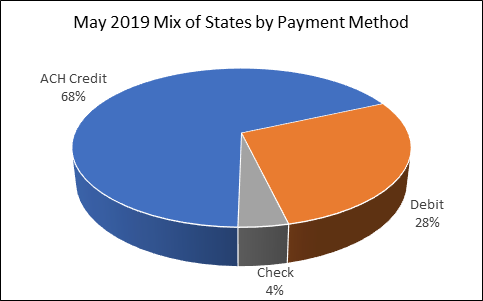 May 2019 Mix of States by Payment Method
ACH Credit
68%
Debit
28%
Check
4%